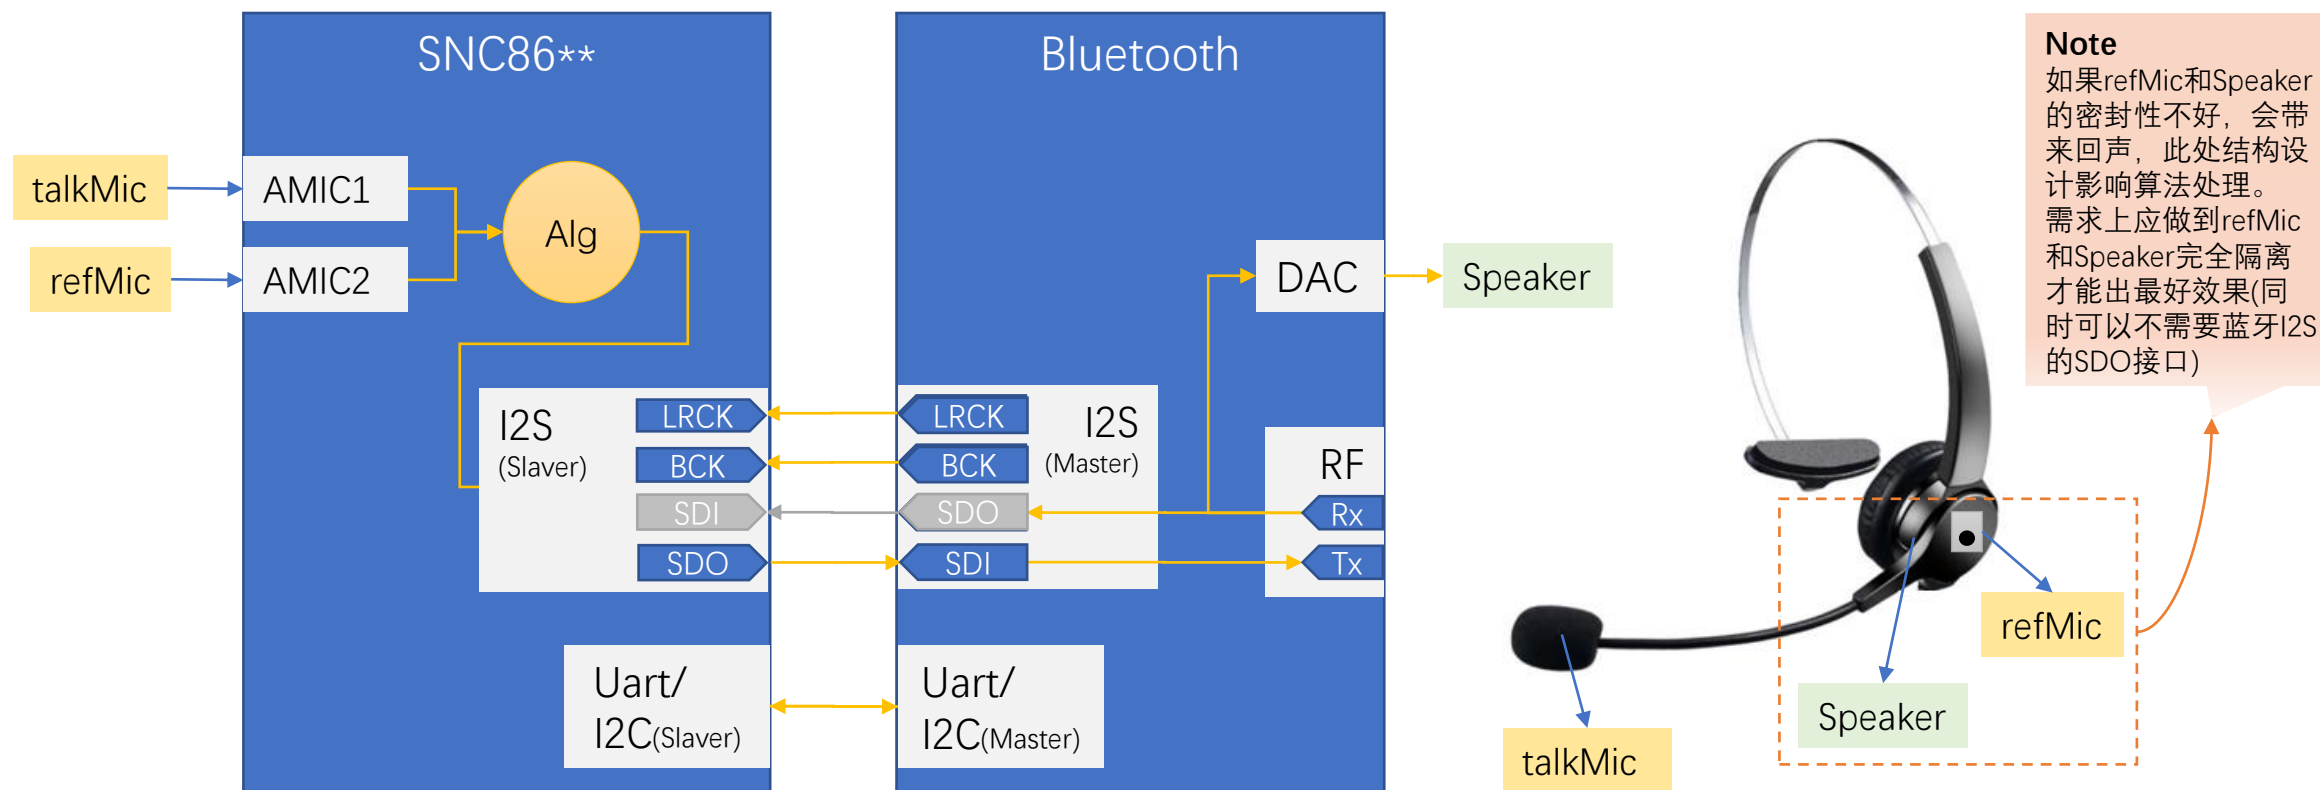 SNC86**
talkMic
refMic
AMIC1
AMIC2
Alg
I2S
(Slaver)
LRCK
BCK
SDI
SDO
Uart/
I2C(Slaver)
Bluetooth
DAC
Speaker
LRCK
BCK
SDO
SDI
I2S
(Master)
RF
Rx
Tx
Uart/
I2C(Master)
Note
如果refMic和Speaker
的密封性不好，会带
来回声，此处结构设
计影响算法处理。
需求上应做到refMic
和Speaker完全隔离
才能出最好效果(同
时可以不需要蓝牙I2S
的SDO接口)
refMic
Speaker
talkMic